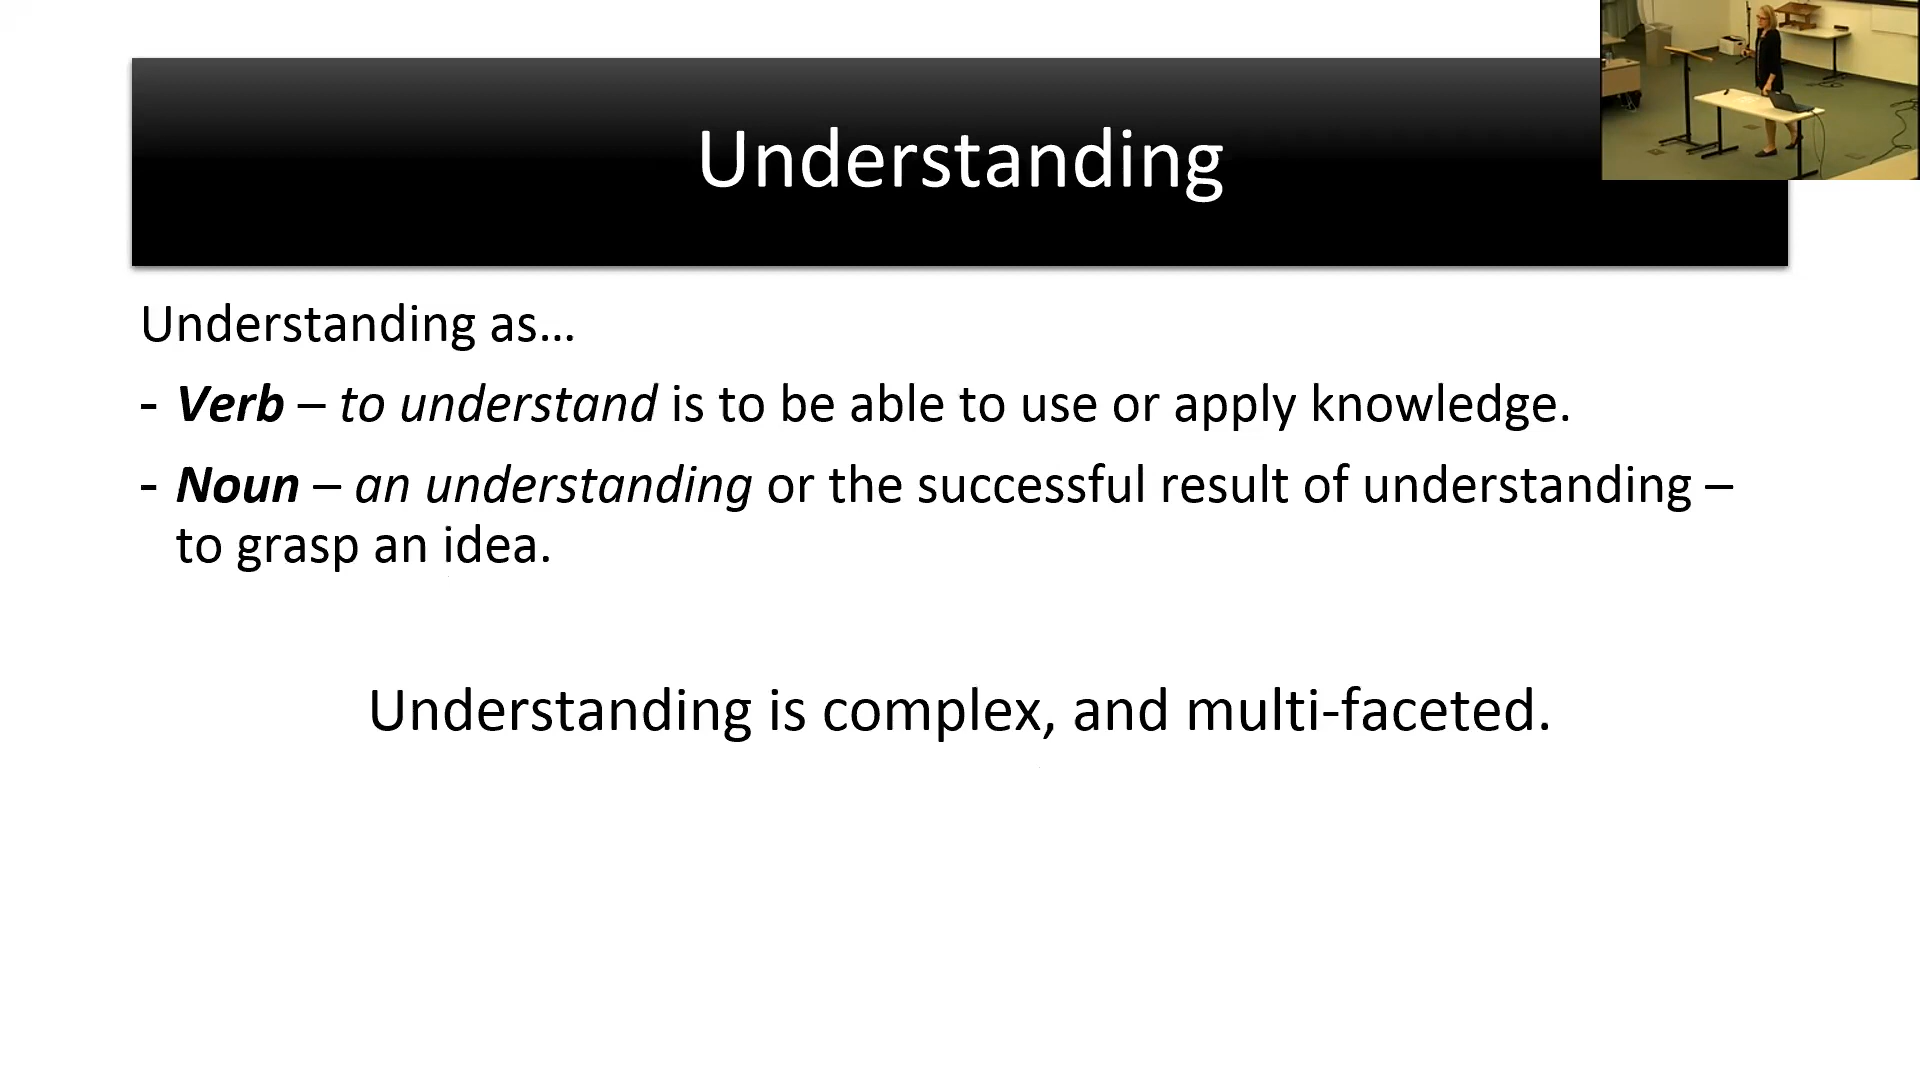 Understanding
Understanding as…
- Verb – to understand is to be able to use or apply knowledge.
- Noun – an understanding or the successful result of understanding –
to grasp an idea.
Understanding is complex, and multi-faceted.